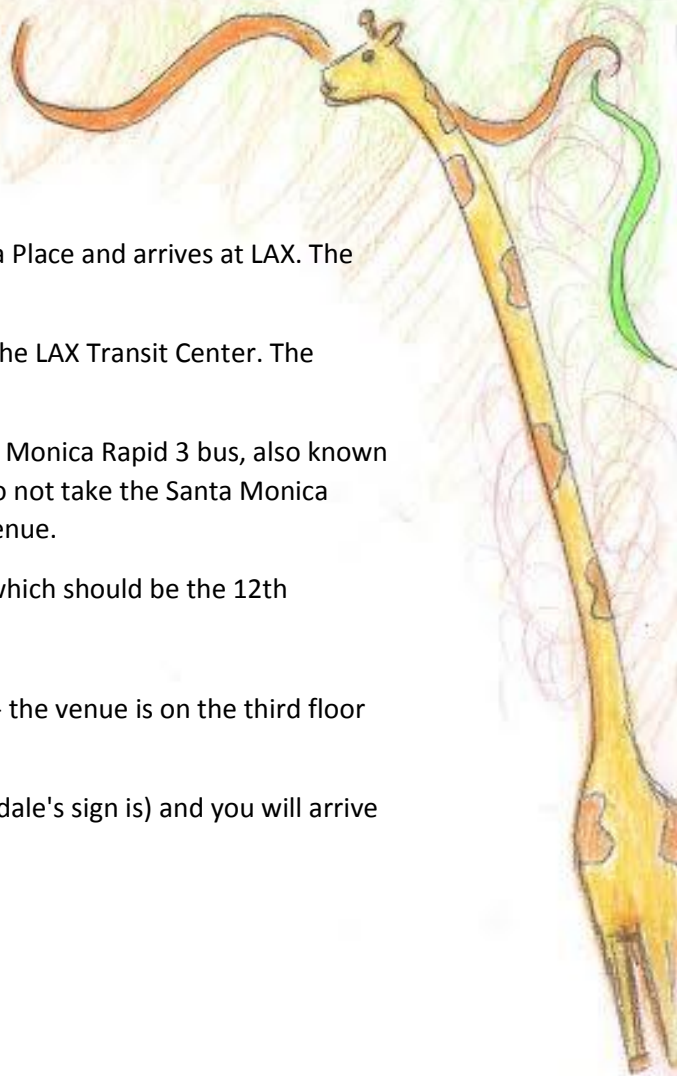 a Place and arrives at LAX. The
he LAX Transit Center. The
Monica Rapid 3 bus, also known
o not take the Santa Monica
enue.
which should be the 12th
the venue is on the third floor
dale's sign is) and you will arrive